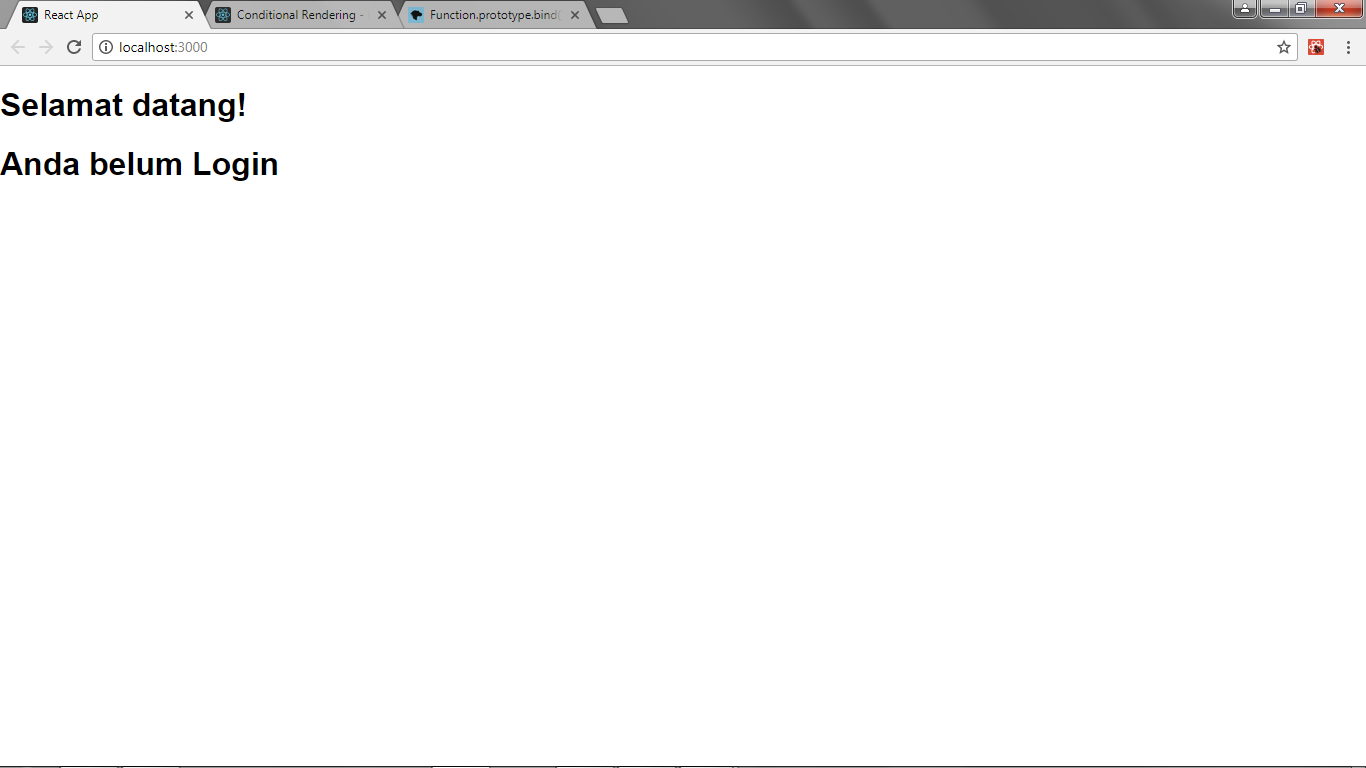 React App
Conditional Rendering -
Function.prototype.bind
localhost:3000
Selamat datang!
Anda belum Login